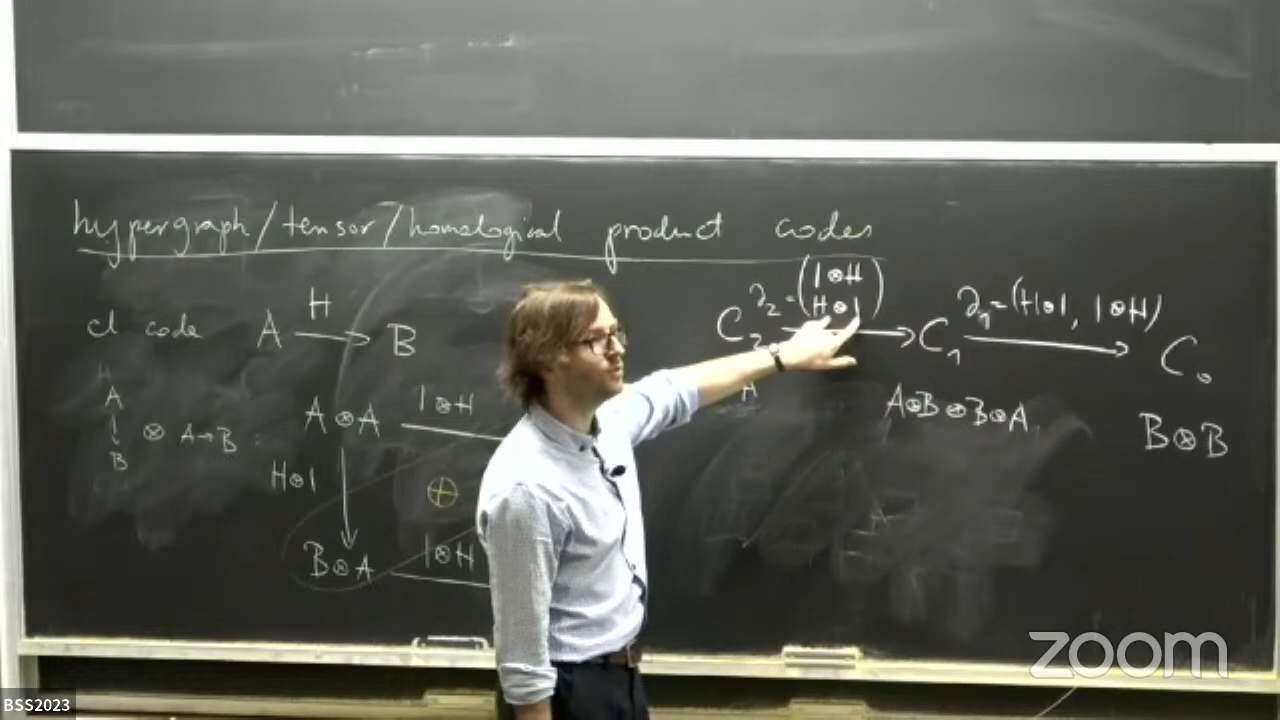 hypergraph/tensor/homological product codes
cl code A H→ B
A ↓ B ⊗ A→B :
A⊗A 1⊗H
H⊗1 ⊕
B⊗A 1⊗H
C₂ ∂₂=(1⊗H H⊗1) → C₁ ∂₁=(H⊗1, 1⊗H) → C₀
A A⊗B⊕B⊗A B⊗B
zoom
BSS2023